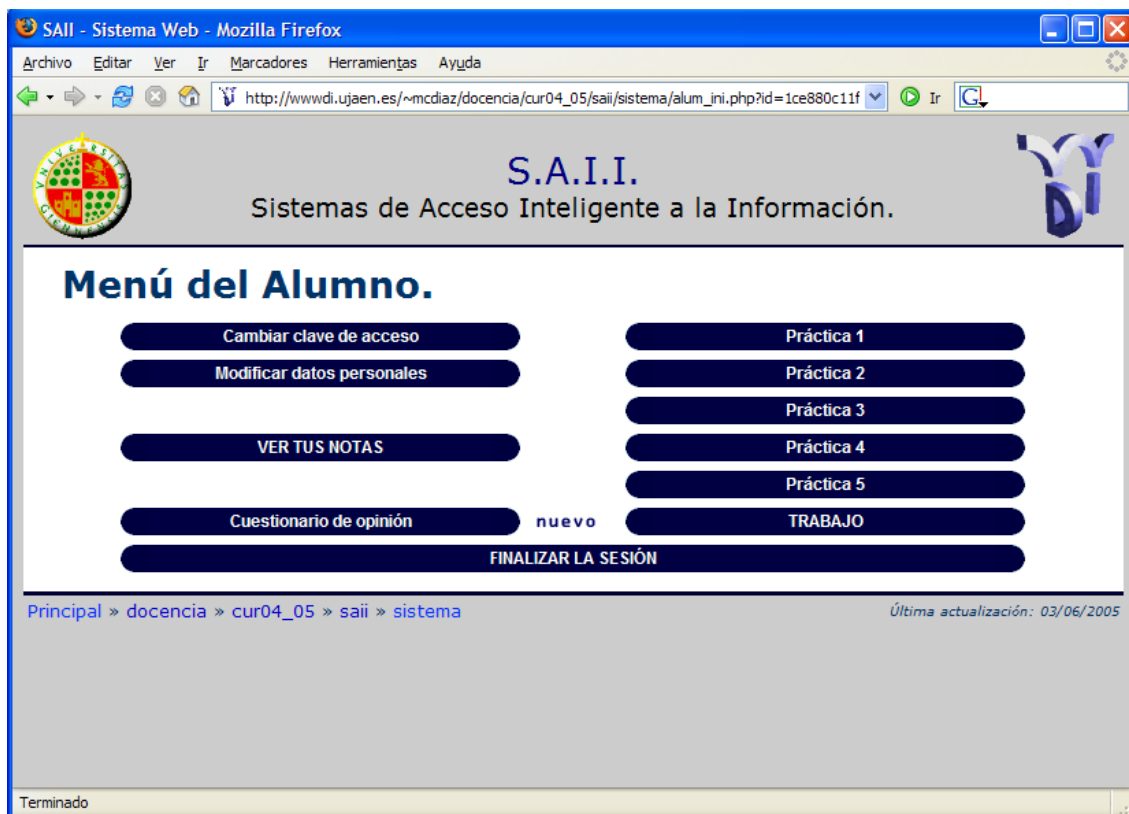 SAII - Sistema Web - Mozilla Firefox
Archivo Editar Ver Ir Marcadores Herramientas Ayuda
http://wwwdi.ujaen.es/~mcdiaz/docencia/cur04_05/saii/sistema/alum_ini.php?id=1ce880c11f Ir G
S.A.I.I.
Sistemas de Acceso Inteligente a la Información.
Menú del Alumno.
Cambiar clave de acceso Práctica 1
Modificar datos personales Práctica 2
Práctica 3
VER TUS NOTAS Práctica 4
Práctica 5
Cuestionario de opinión nuevo TRABAJO
FINALIZAR LA SESIÓN
Principal » docencia » cur04_05 » saii » sistema Última actualización: 03/06/2005
Terminado